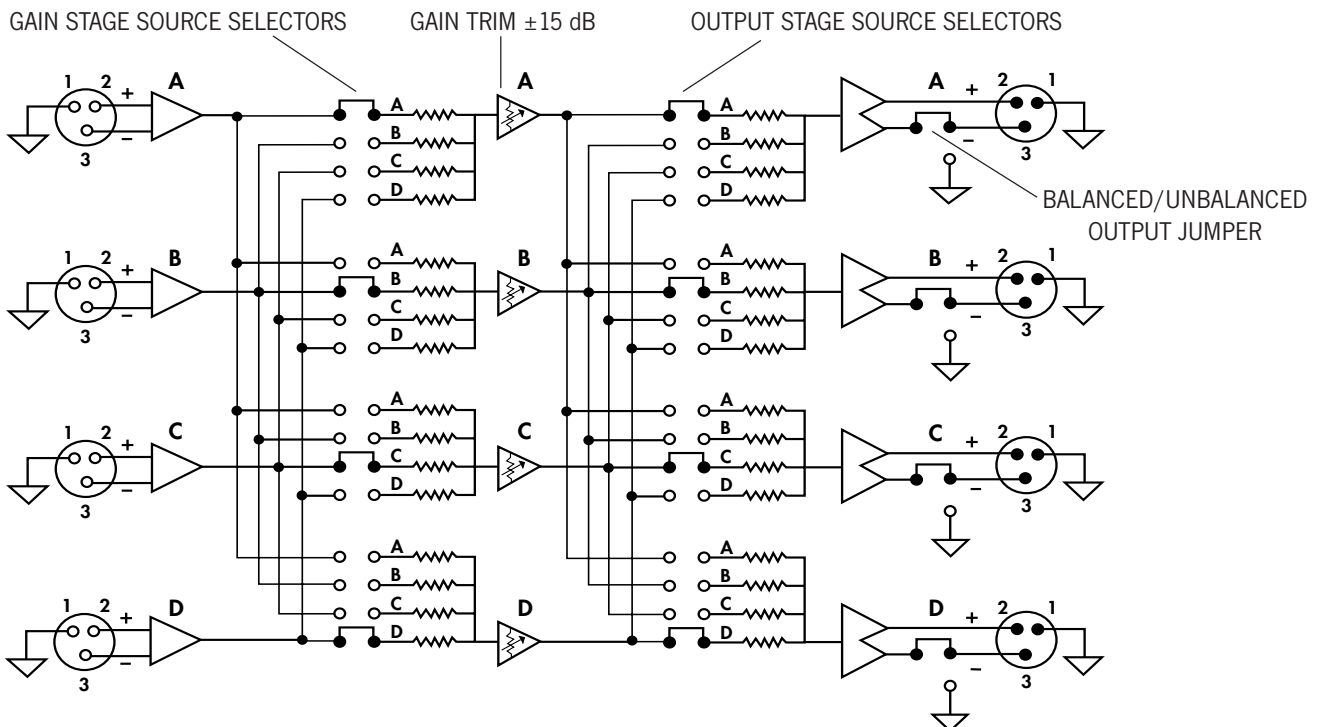 GAIN STAGE SOURCE SELECTORS
GAIN TRIM ±15 dB
OUTPUT STAGE SOURCE SELECTORS
1 2 + A A A + 2 1
− 3 A B C D A B C D − 3
BALANCED/UNBALANCED
OUTPUT JUMPER
1 2 + B B B + 2 1
− 3 A B C D A B C D − 3
1 2 + C C C + 2 1
− 3 A B C D A B C D − 3
1 2 + D D D + 2 1
− 3 A B C D A B C D − 3